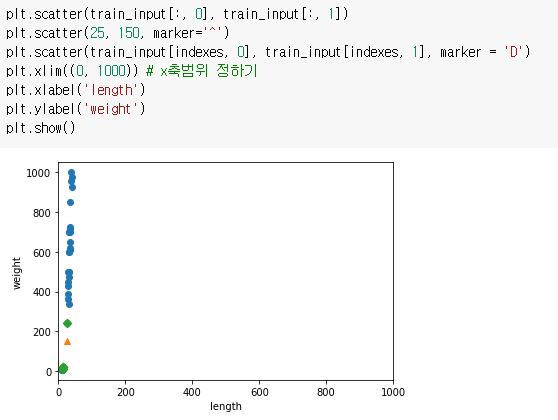 plt.scatter(train_input[:, 0], train_input[:, 1])
plt.scatter(25, 150, marker='^')
plt.scatter(train_input[indexes, 0], train_input[indexes, 1], marker = 'D')
plt.xlim((0, 1000)) # x축범위 정하기
plt.xlabel('length')
plt.ylabel('weight')
plt.show()
1000
800
600
400
200
0
weight
0 200 400 600 800 1000
length